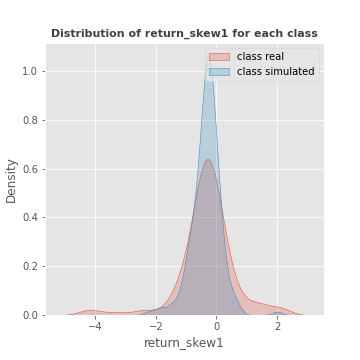 Distribution of return_skew1 for each class
class real
class simulated
1.0
0.8
0.6
0.4
0.2
0.0
Density
−4
−2
0
2
return_skew1